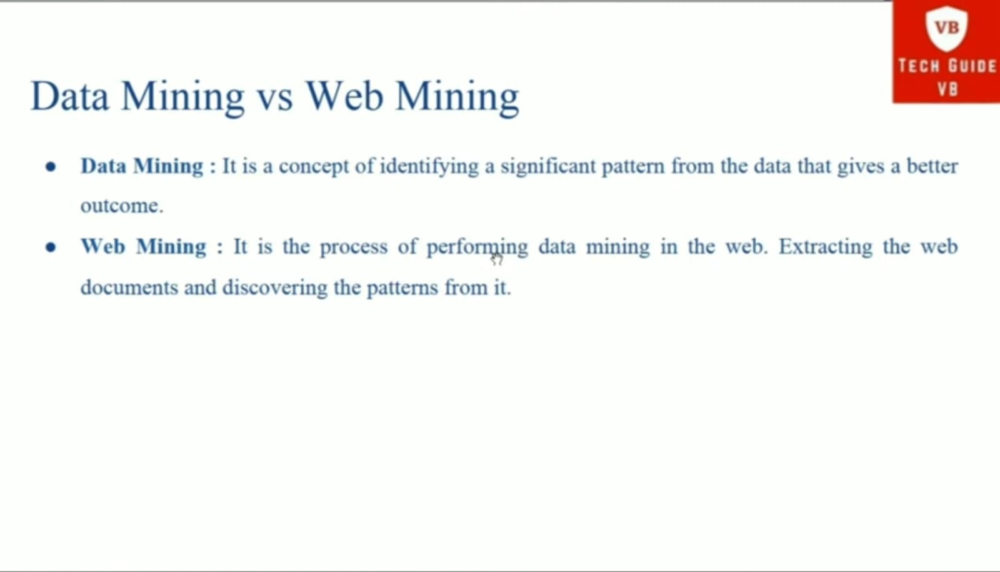 VB
TECH GUIDE
VB
Data Mining vs Web Mining
● Data Mining : It is a concept of identifying a significant pattern from the data that gives a better
outcome.
● Web Mining : It is the process of performing data mining in the web. Extracting the web
documents and discovering the patterns from it.